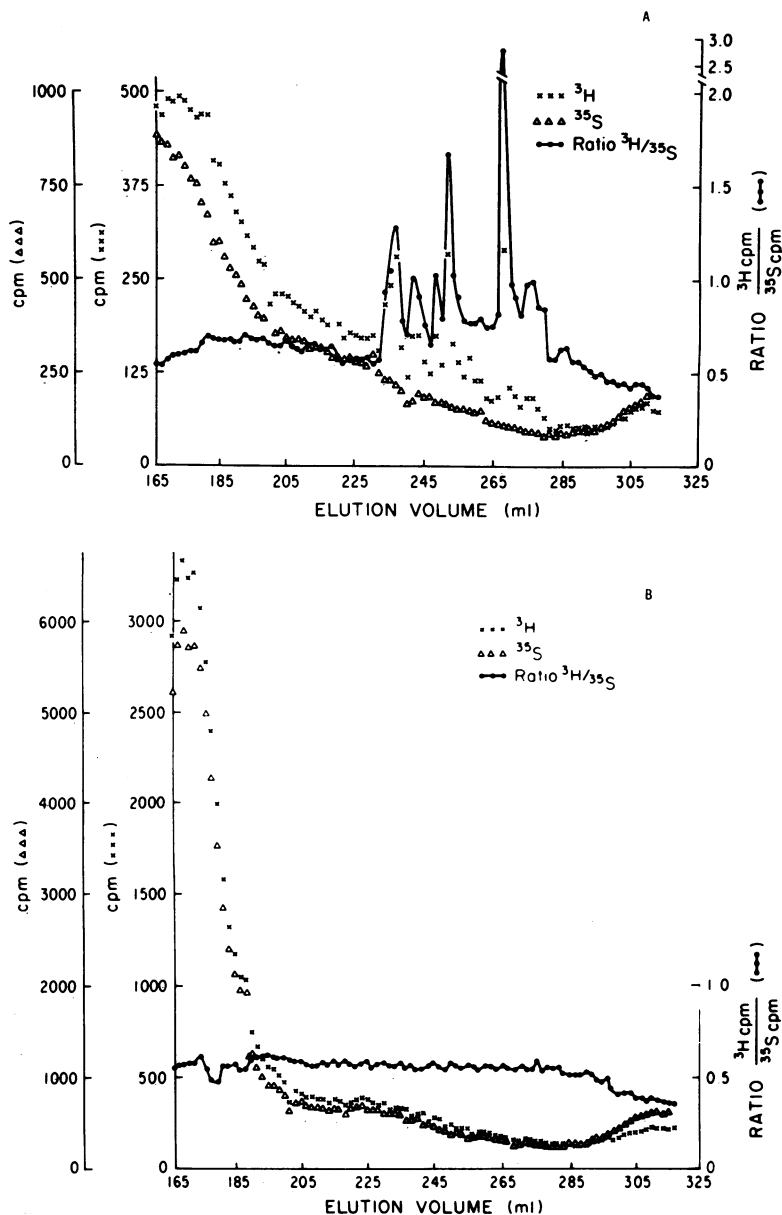 A
1000
750
500
250
0
cpm (△△△)
500
375
250
125
0
cpm (×××)
××× ³H
△△△ ³⁵S
Ratio ³H/³⁵S
3.0
2.5
2.0
1.5
1.0
0.5
0
RATIO ³H cpm / ³⁵S cpm
165 185 205 225 245 265 285 305 325
ELUTION VOLUME (ml)
B
6000
5000
4000
3000
2000
1000
0
cpm (△△△)
3000
2500
2000
1500
1000
500
0
cpm (×××)
××× ³H
△△△ ³⁵S
Ratio ³H/³⁵S
1 0
0.5
0
RATIO ³H cpm / ³⁵S cpm
165 185 205 225 245 265 285 305 325
ELUTION VOLUME (ml)